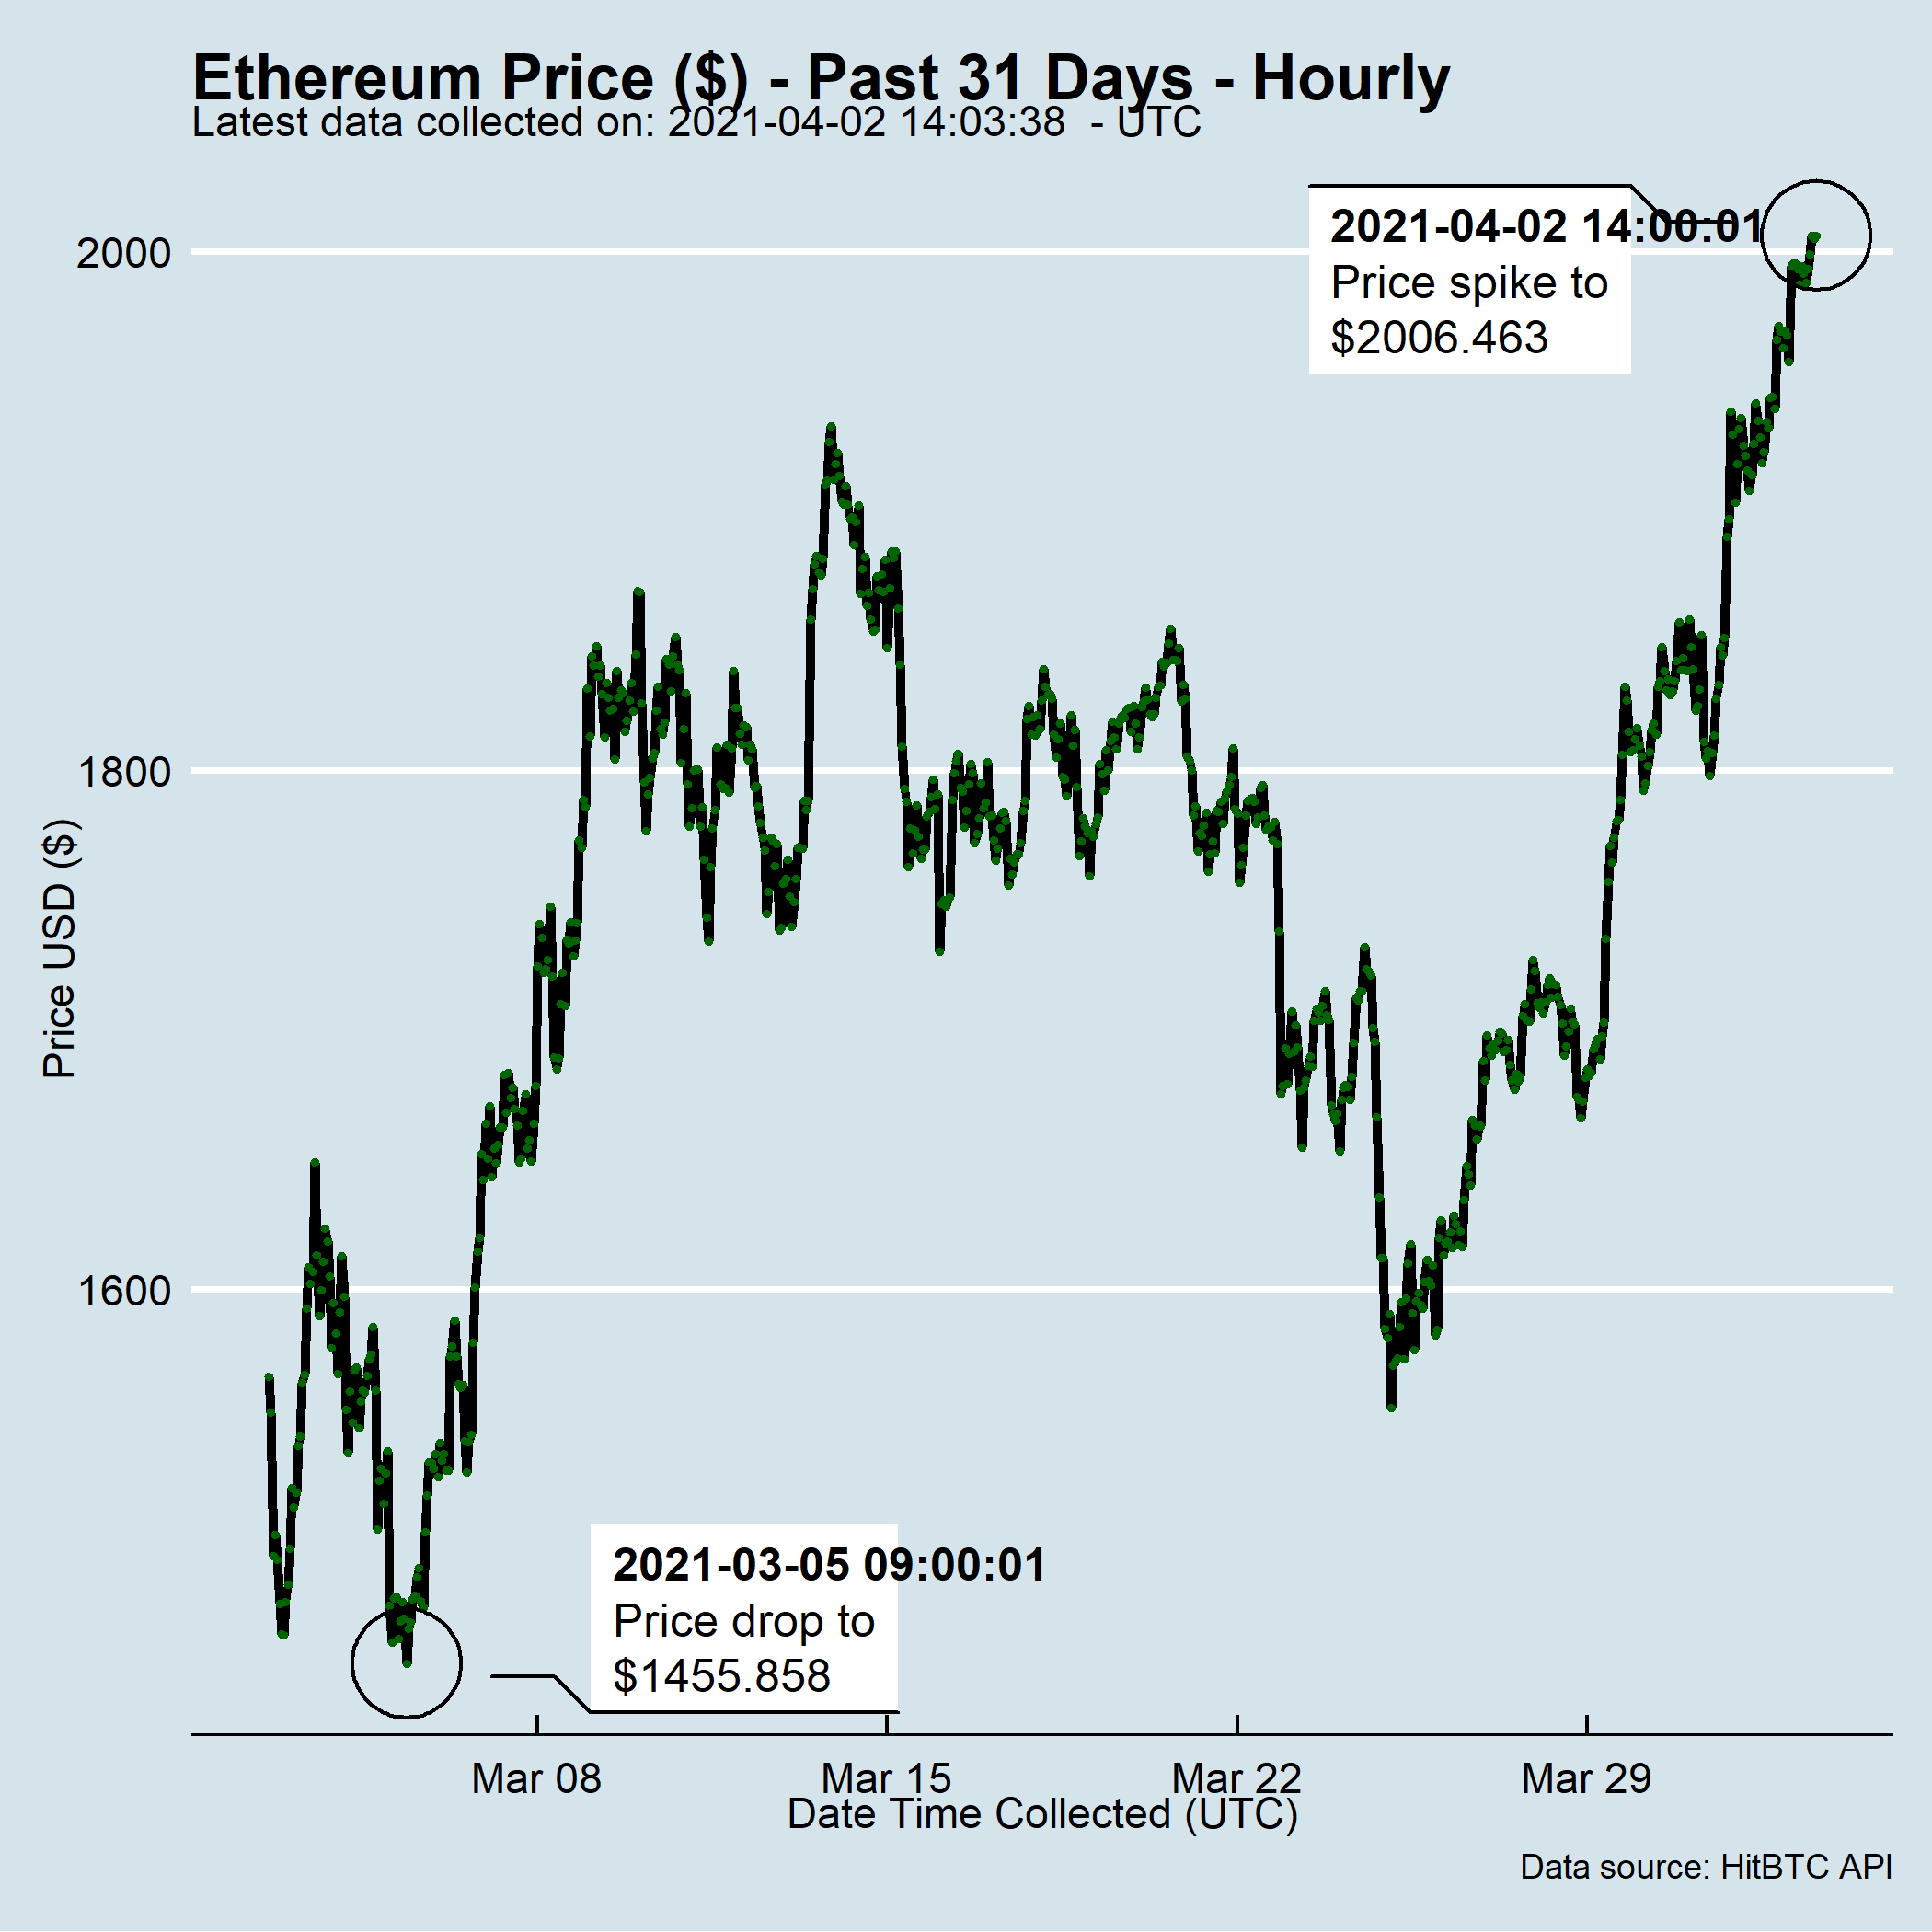 Ethereum Price ($) - Past 31 Days - Hourly
Latest data collected on: 2021-04-02 14:03:38  - UTC
2021-04-02 14:00:01
Price spike to
$2006.463
2000
1800
Price USD ($)
1600
2021-03-05 09:00:01
Price drop to
$1455.858
Mar 08 Mar 15 Mar 22 Mar 29
Date Time Collected (UTC)
Data source: HitBTC API